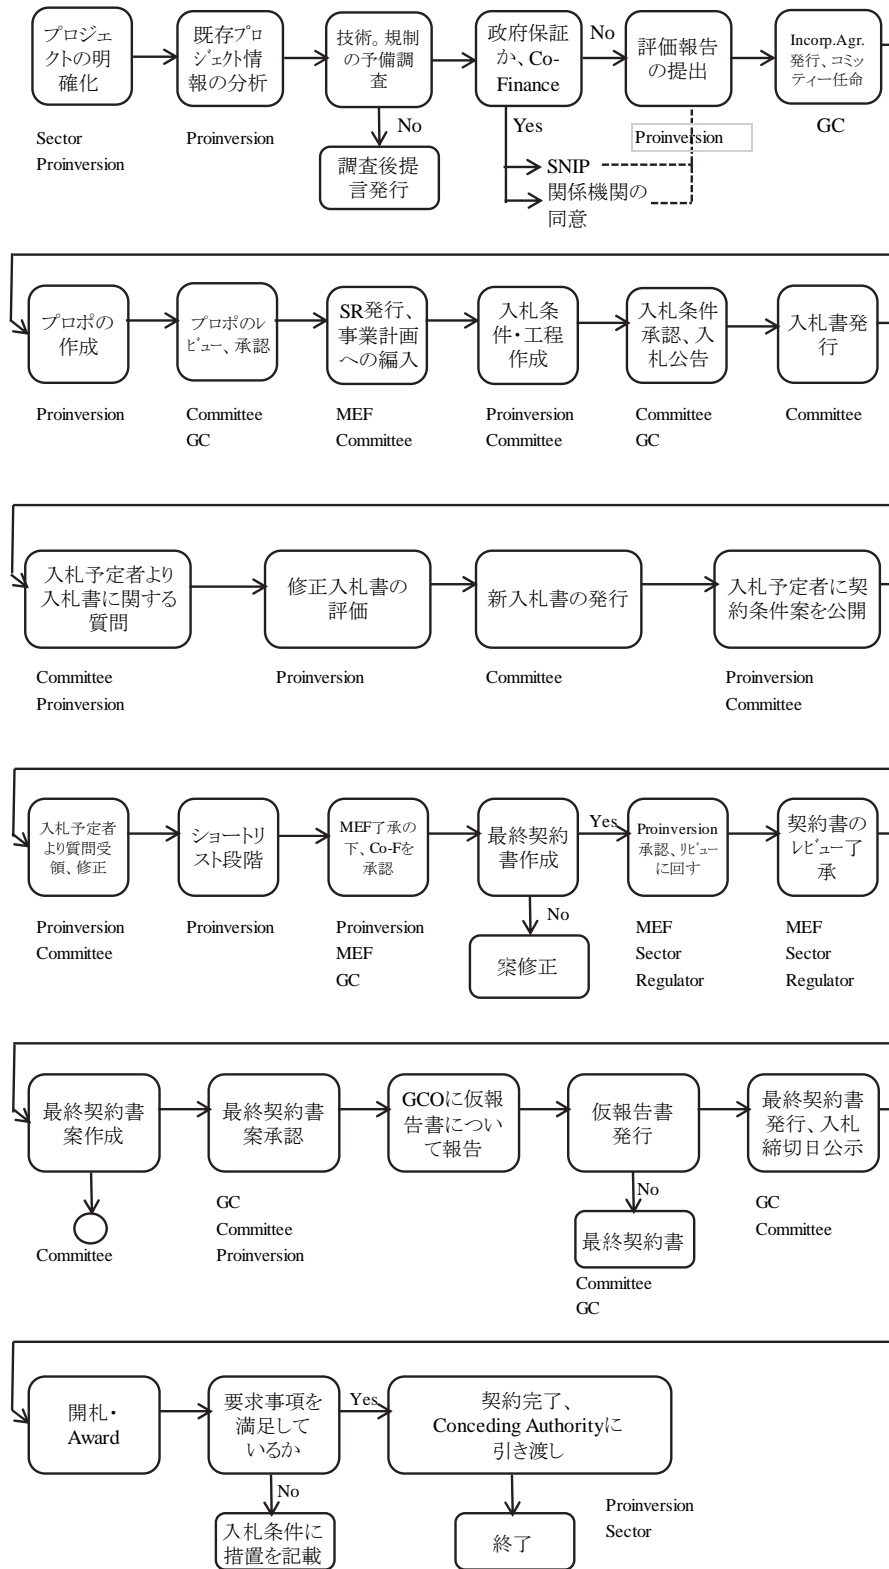 プロジェ
クトの明
確化
既存プロ
ジェクト情
報の分析
技術。規制
の予備調
査
政府保証
か、Co-
Finance
No
評価報告
の提出
Incorp.Agr.
発行、コミッ
ティー任命
Sector
Proinversion
Proinversion
No
調査後提
言発行
Yes
SNIP
関係機関の
同意
Proinversion
GC
プロポの
作成
プロポのレ
ビュー、承認
SR発行、
事業計画
への編入
入札条
件・工程
作成
入札条件
承認、入
札公告
入札書発
行
Proinversion
Committee
GC
MEF
Committee
Proinversion
Committee
Committee
GC
Committee
入札予定者より
入札書に関する
質問
修正入札書の
評価
新入札書の発行
入札予定者に契
約条件案を公開
Committee
Proinversion
Proinversion
Committee
Proinversion
Committee
入札予定者
より質問受
領、修正
ショートリ
スト段階
MEF了承の
下、Co-Fを
承認
最終契約
書作成
Yes
Proinversion
承認、リビュー
に回す
契約書の
レビュー了
承
Proinversion
Committee
Proinversion
Proinversion
MEF
GC
No
案修正
MEF
Sector
Regulator
MEF
Sector
Regulator
最終契約書
案作成
最終契約書
案承認
GCOに仮報
告書につい
て報告
仮報告書
発行
最終契約書
発行、入札
締切日公示
Committee
GC
Committee
Proinversion
No
最終契約書
Committee
GC
GC
Committee
開札・
Award
要求事項を
満足して
いるか
Yes
契約完了、
Conceding Authorityに
引き渡し
No
入札条件に
措置を記載
終了
Proinversion
Sector